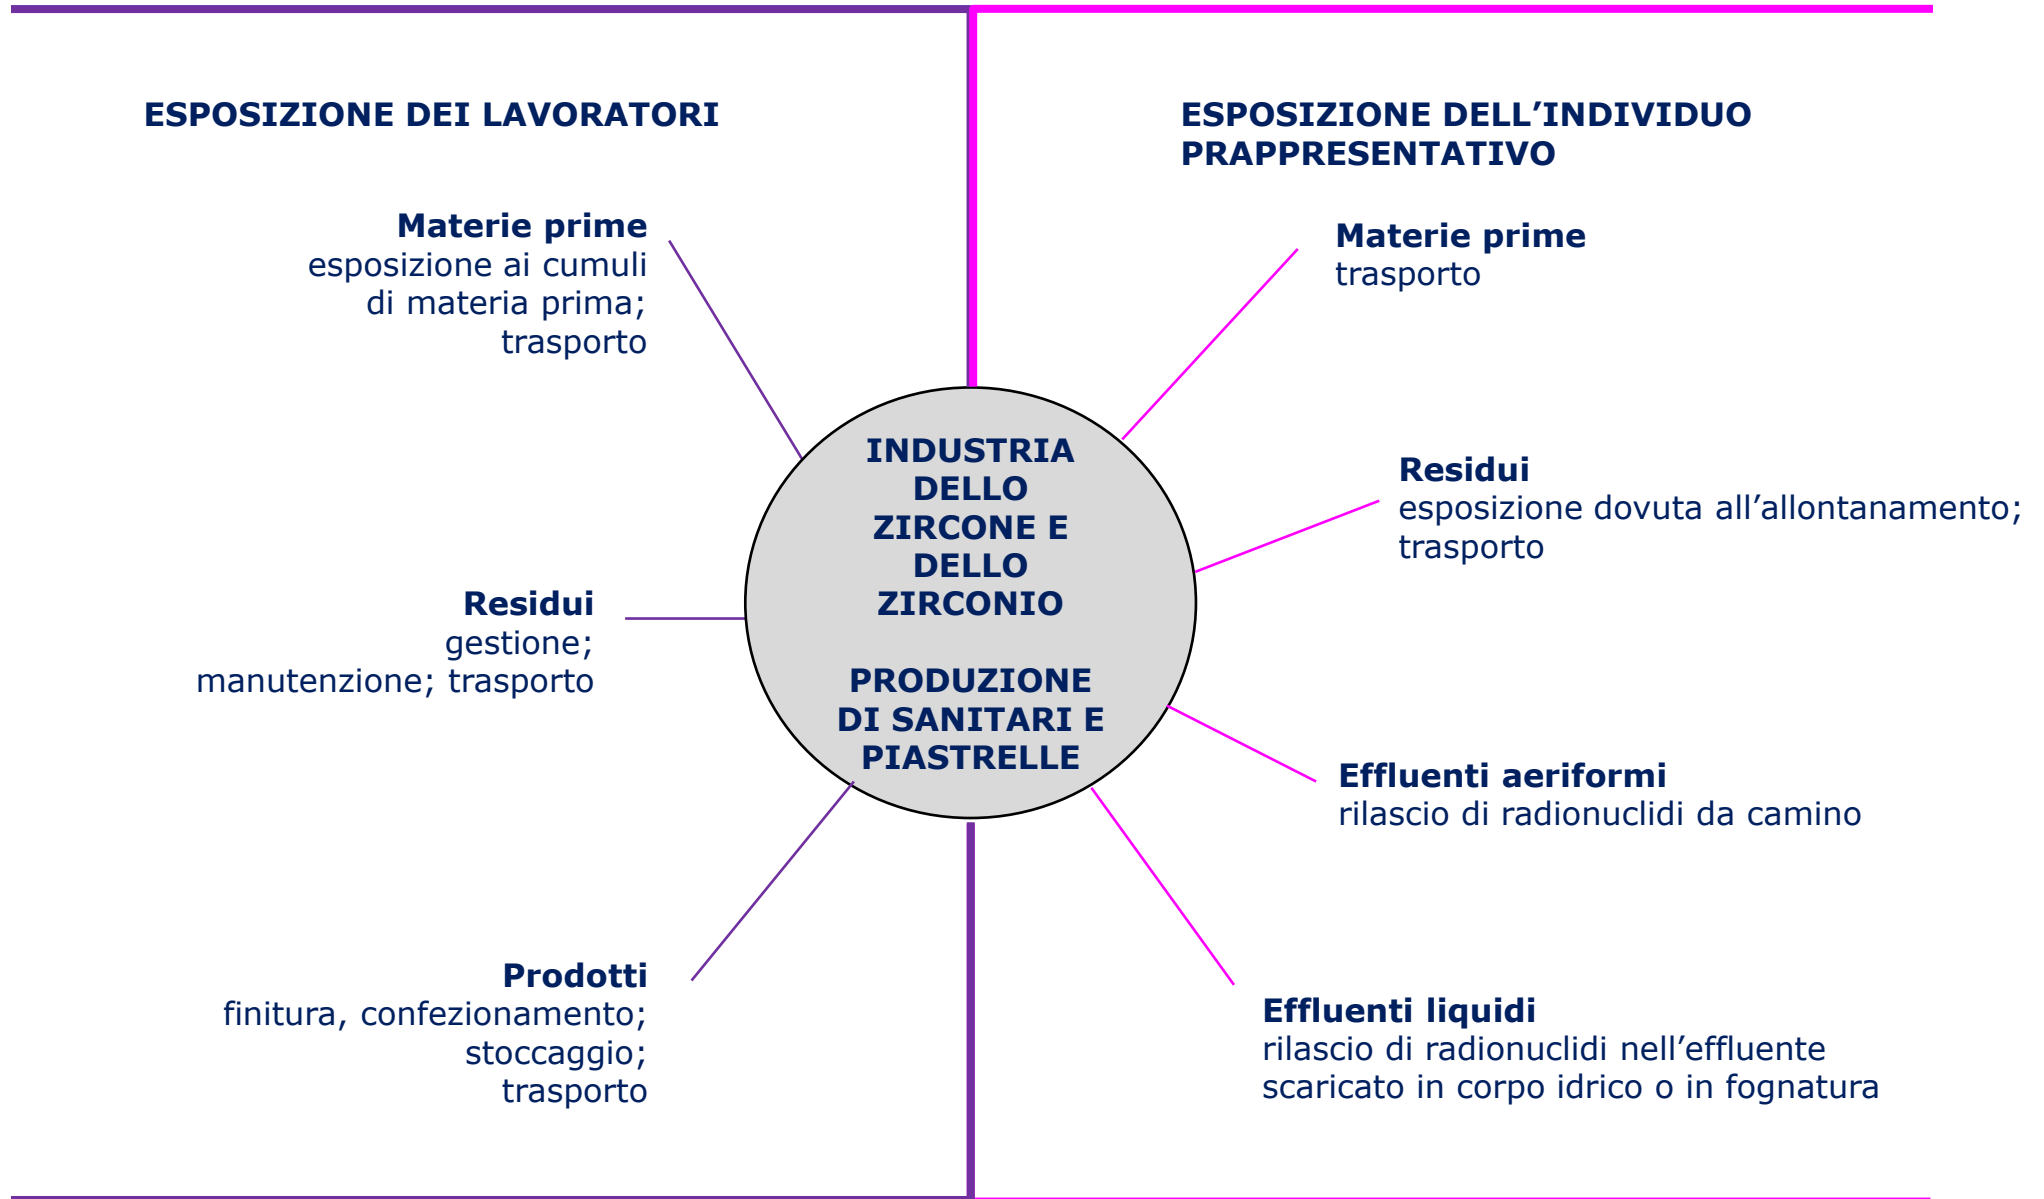 ESPOSIZIONE DEI LAVORATORI
Materie prime
esposizione ai cumuli
di materia prima;
trasporto
Residui
gestione;
manutenzione; trasporto
Prodotti
finitura, confezionamento;
stoccaggio;
trasporto
INDUSTRIA
DELLO
ZIRCONE E
DELLO
ZIRCONIO
PRODUZIONE
DI SANITARI E
PIASTRELLE
ESPOSIZIONE DELL’INDIVIDUO
PRAPPRESENTATIVO
Materie prime
trasporto
Residui
esposizione dovuta all’allontanamento;
trasporto
Effluenti aeriformi
rilascio di radionuclidi da camino
Effluenti liquidi
rilascio di radionuclidi nell’effluente
scaricato in corpo idrico o in fognatura